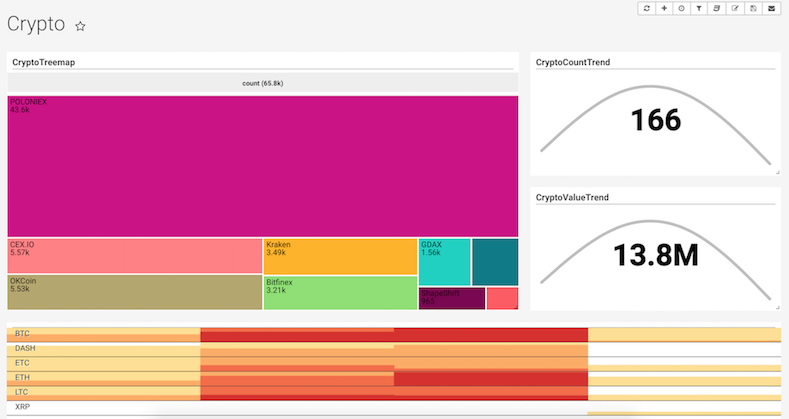 Crypto
CryptoTreemap
count (65.8k)
POLONIEX
43.6k
CEX.IO
5.57k
OKCoin
5.53k
Kraken
3.49k
Bitfinex
3.21k
GDAX
1.56k
ShapeShift
965
CryptoCountTrend
166
CryptoValueTrend
13.8M
BTC
DASH
ETC
ETH
LTC
XRP